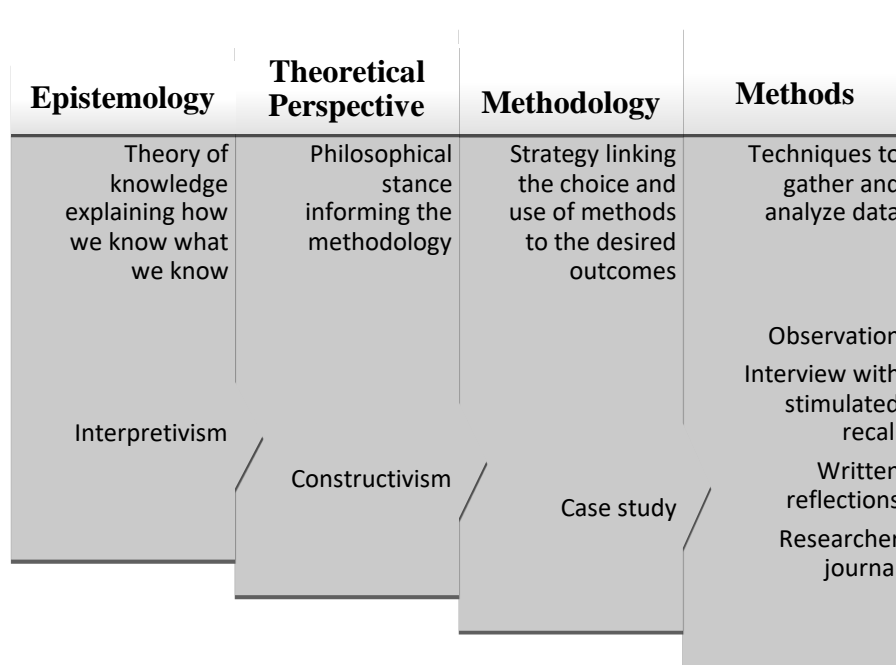 Epistemology
Theory of
knowledge
explaining how
we know what
we know
Interpretivism
Theoretical
Perspective
Philosophical
stance
informing the
methodology
Constructivism
Methodology
Strategy linking
the choice and
use of methods
to the desired
outcomes
Case study
Methods
Techniques to
gather and
analyze data
Observation
Interview with
stimulated
recal
Written
reflections
Researcher
journa